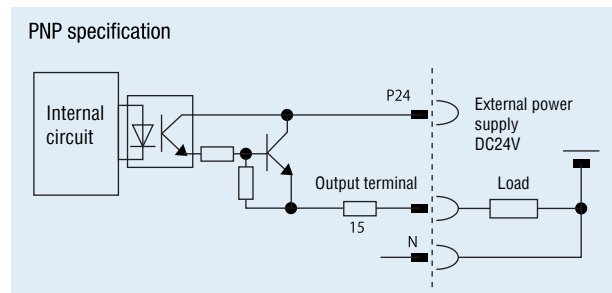 PNP specification
Internal
circuit
P24
External power
supply
DC24V
Output terminal
Load
15
N